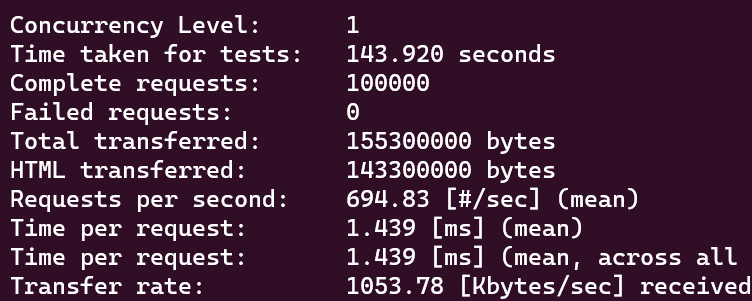 Concurrency Level:      1
Time taken for tests:   143.920 seconds
Complete requests:      100000
Failed requests:        0
Total transferred:      155300000 bytes
HTML transferred:       143300000 bytes
Requests per second:    694.83 [#/sec] (mean)
Time per request:       1.439 [ms] (mean)
Time per request:       1.439 [ms] (mean, across all
Transfer rate:          1053.78 [Kbytes/sec] received